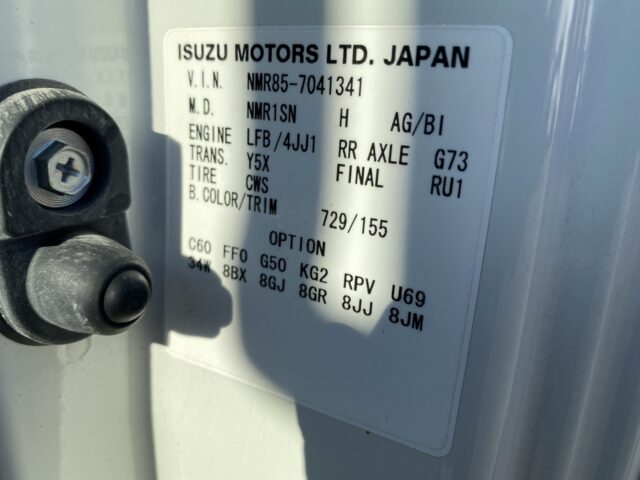 ISUZU MOTORS LTD. JAPAN
V.I.N. NMR85-7041341
M.D. NMR1SN H AG/BI
ENGINE LFB/4JJ1 RR AXLE G73
TRANS. Y5X FINAL RU1
TIRE CWS
B.COLOR/TRIM 729/155
OPTION
C60 FF0 G50 KG2 RPV U69
34W 8BX 8GJ 8GR 8JJ 8JM